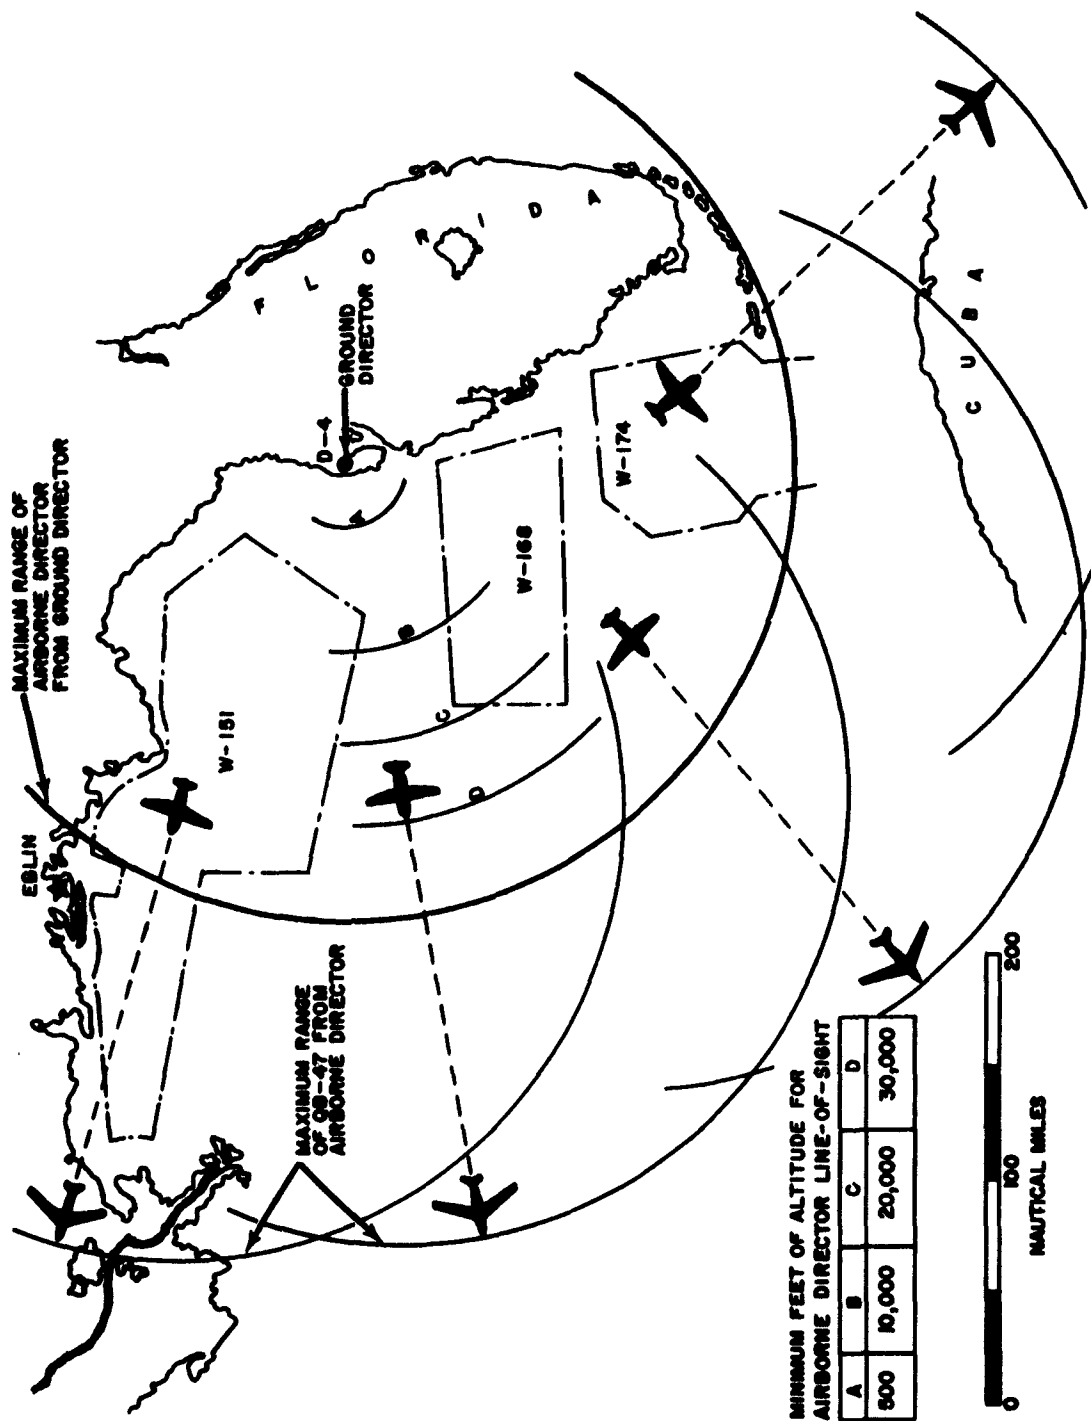 MAXIMUM RANGE OF
AIRBORNE DIRECTOR
FROM GROUND DIRECTOR
EGLIN
D-4
GROUND
DIRECTOR
FLORIDA
W-151
A
B
C
D
W-168
W-174
MAXIMUM RANGE
OF QB-47 FROM
AIRBORNE DIRECTOR
CUBA
MINIMUM FEET OF ALTITUDE FOR
AIRBORNE DIRECTOR LINE-OF-SIGHT
A B C D
500 10,000 20,000 30,000
0 100 200
NAUTICAL MILES